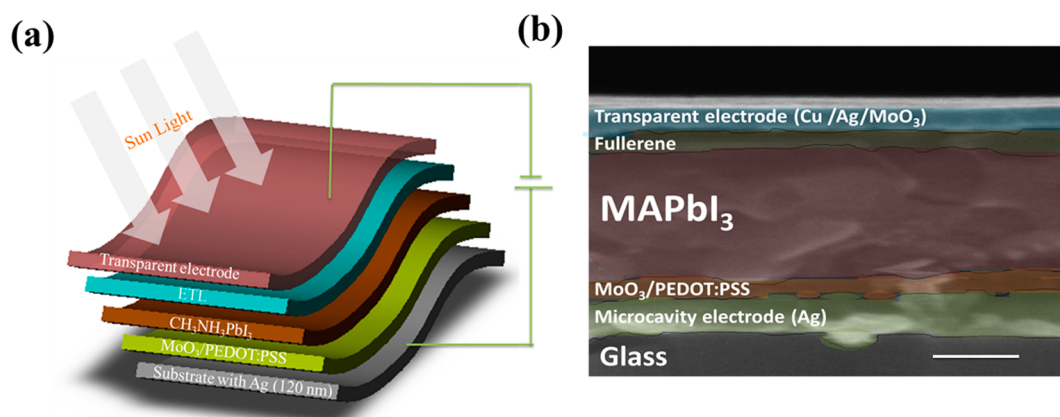 (a)
Sun Light
Transparent electrode
ETL
CH₃NH₃PbI₃
MoO₃/PEDOT:PSS
Substrate with Ag (120 nm)
(b)
Transparent electrode (Cu /Ag/MoO₃)
Fullerene
MAPbI₃
MoO₃/PEDOT:PSS
Microcavity electrode (Ag)
Glass